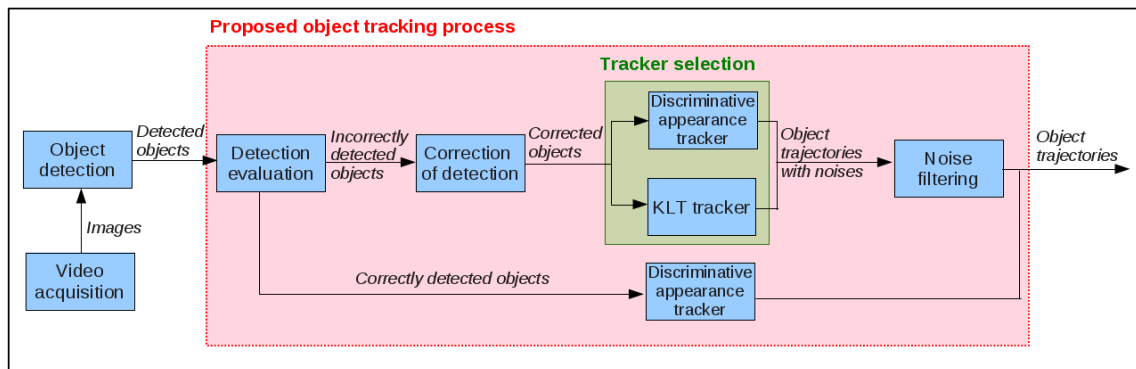 Proposed object tracking process
Tracker selection
Detected
objects
Object
detection
Images
Video
acquisition
Detection
evaluation
Incorrectly
detected
objects
Correction
of detection
Corrected
objects
Discriminative
appearance
tracker
KLT tracker
Object
trajectories
with noises
Noise
filtering
Object
trajectories
Correctly detected objects
Discriminative
appearance
tracker